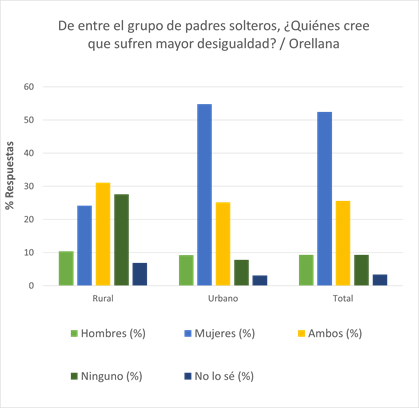 De entre el grupo de padres solteros, ¿Quiénes cree
que sufren mayor desigualdad? / Orellana
% Respuestas
60
50
40
30
20
10
0
Rural
Urbano
Total
Hombres (%)
Mujeres (%)
Ambos (%)
Ninguno (%)
No lo sé (%)